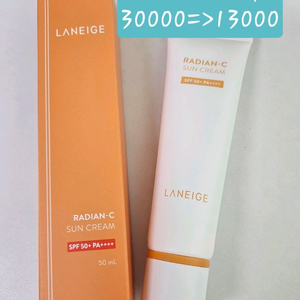 30000=>13000
LANEIGE
RADIAN-C
SUN CREAM
SPF 50+ PA++++
50 mL
RADIAN-C
SUN CREAM
SPF 50+ PA++++
LANEIGE